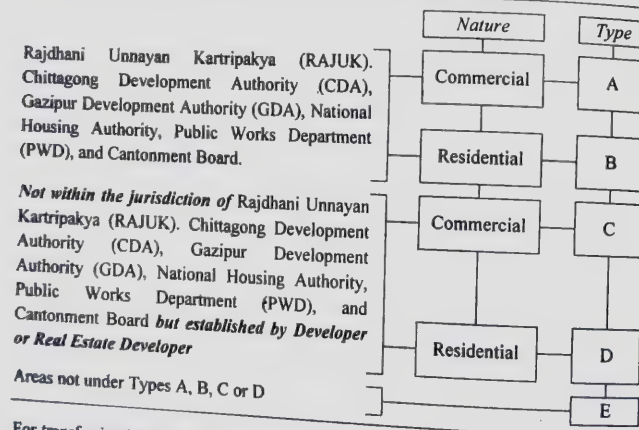 Nature
Type
Rajdhani Unnayan Kartripakya (RAJUK).
Chittagong Development Authority (CDA),
Gazipur Development Authority (GDA), National
Housing Authority, Public Works Department
(PWD), and Cantonment Board.
Commercial
A
Residential
B
Not within the jurisdiction of Rajdhani Unnayan
Kartripakya (RAJUK). Chittagong Development
Authority (CDA), Gazipur Development
Authority (GDA), National Housing Authority,
Public Works Department (PWD), and
Cantonment Board but established by Developer
or Real Estate Developer
Commercial
C
Residential
D
Areas not under Types A, B, C or D
E
For